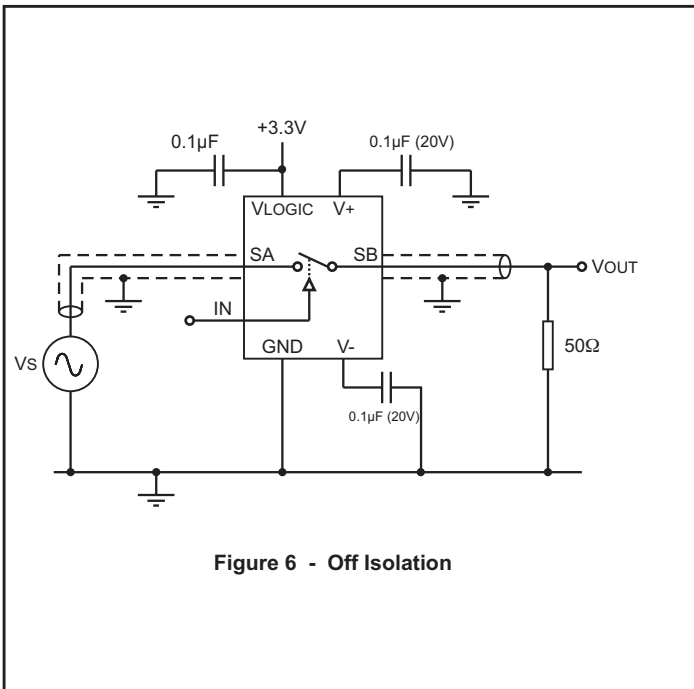 +3.3V
0.1µF
0.1µF (20V)
VLOGIC
V+
SA
SB
VOUT
IN
GND
V-
VS
50Ω
0.1µF (20V)
Figure 6 - Off Isolation